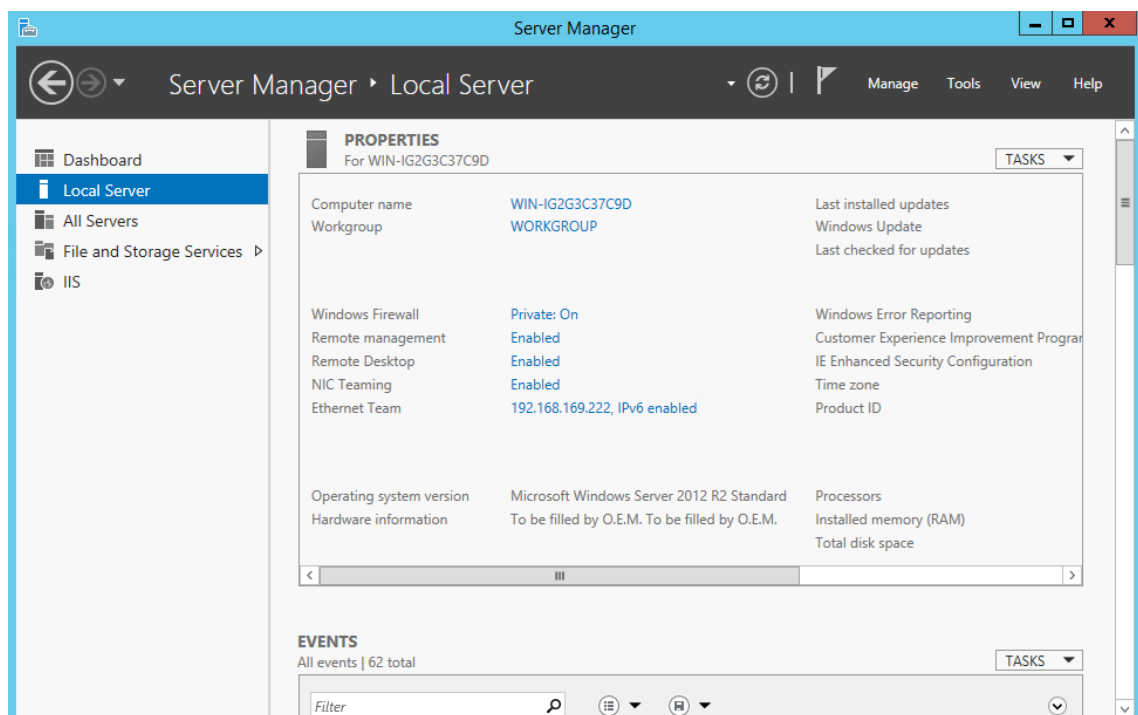 Server Manager
Server Manager ‣ Local Server
Manage Tools View Help
Dashboard
Local Server
All Servers
File and Storage Services
IIS
PROPERTIES
For WIN-IG2G3C37C9D
TASKS
Computer name WIN-IG2G3C37C9D Last installed updates
Workgroup WORKGROUP Windows Update
Last checked for updates
Windows Firewall Private: On Windows Error Reporting
Remote management Enabled Customer Experience Improvement Prograr
Remote Desktop Enabled IE Enhanced Security Configuration
NIC Teaming Enabled Time zone
Ethernet Team 192.168.169.222, IPv6 enabled Product ID
Operating system version Microsoft Windows Server 2012 R2 Standard Processors
Hardware information To be filled by O.E.M. To be filled by O.E.M. Installed memory (RAM)
Total disk space
EVENTS
All events | 62 total
TASKS
Filter